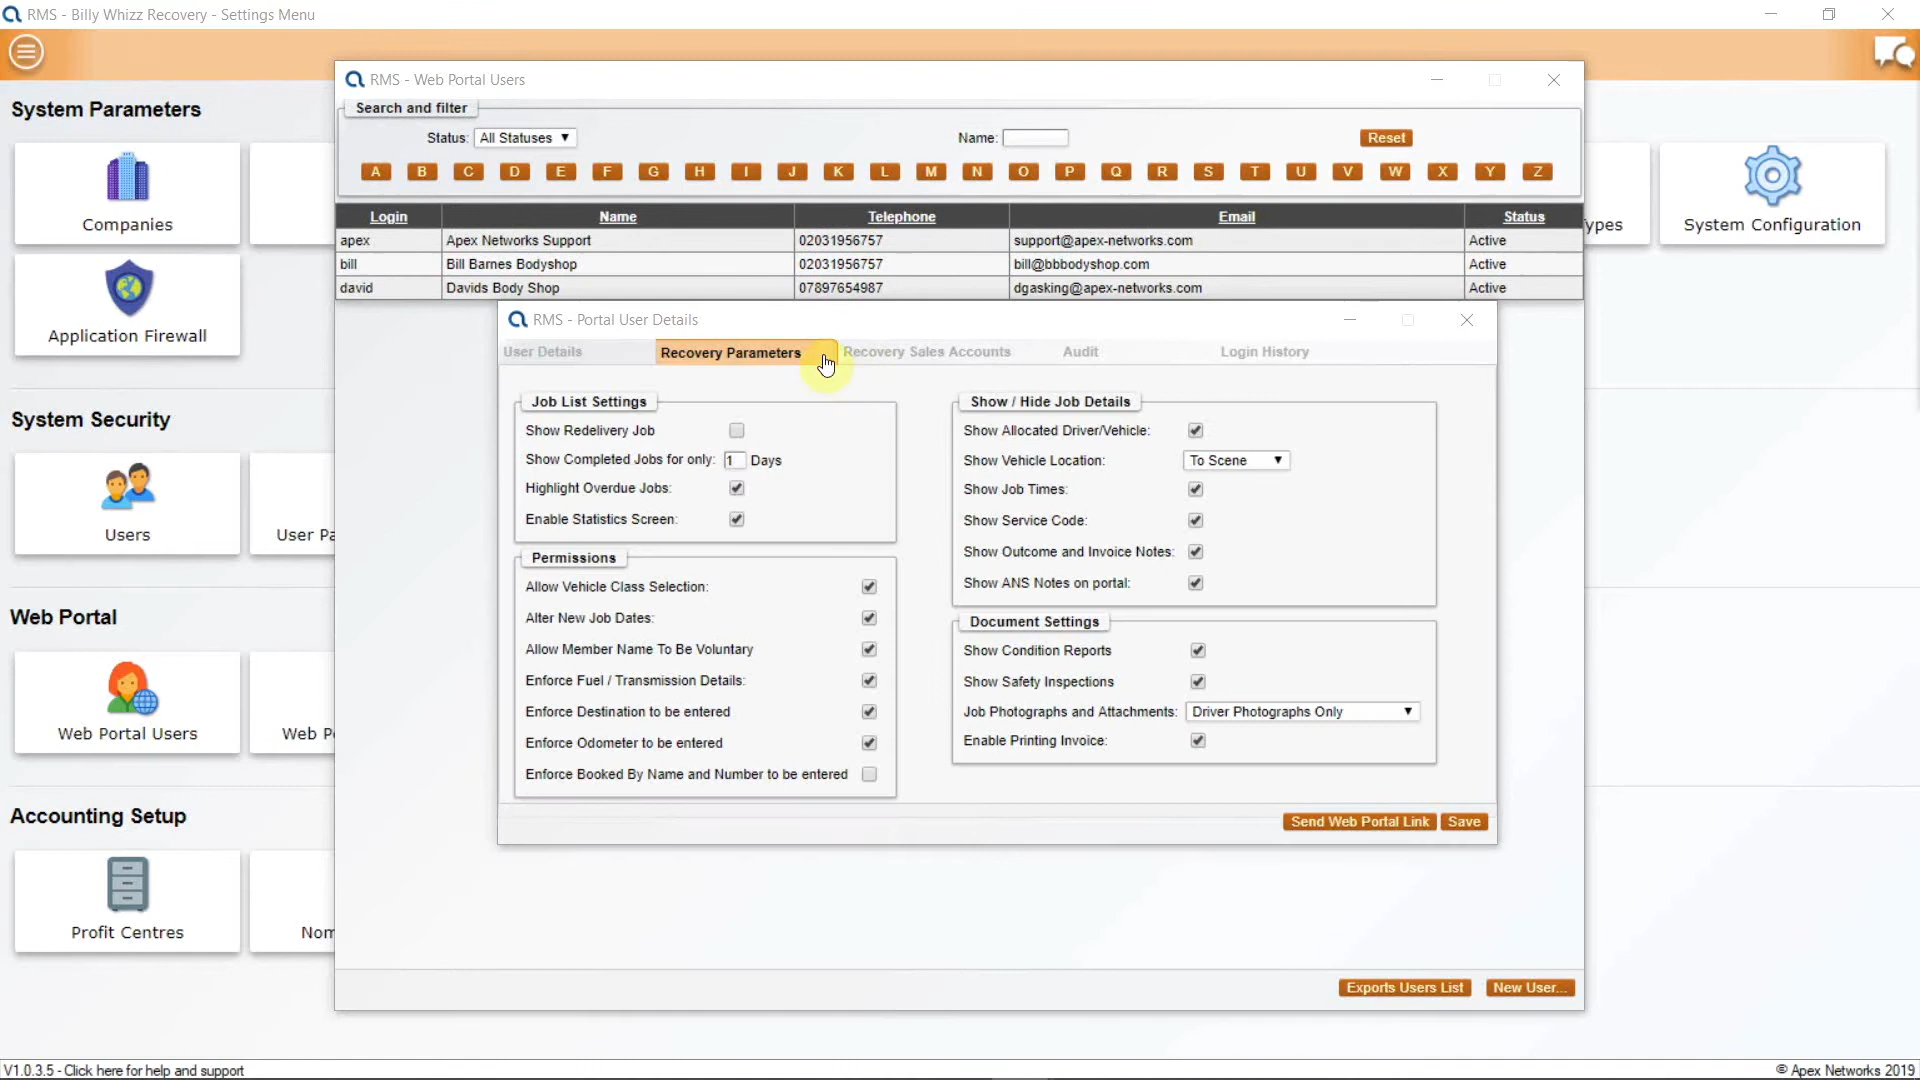 RMS - Billy Whizz Recovery - Settings Menu
System Parameters
Companies
Application Firewall
System Configuration
ypes
System Security
Users
User Pa
Web Portal
Web Portal Users
Web P
Accounting Setup
Profit Centres
Nom
RMS - Web Portal Users
Search and filter
Status: All Statuses Name: Reset
A B C D E F G H I J K L M N O P Q R S T U V W X Y Z
Login Name Telephone Email Status
apex Apex Networks Support 02031956757 support@apex-networks.com Active
bill Bill Barnes Bodyshop 02031956757 bill@bbbodyshop.com Active
david Davids Body Shop 07897654987 dgasking@apex-networks.com Active
RMS - Portal User Details
User Details Recovery Parameters Recovery Sales Accounts Audit Login History
Job List Settings
Show Redelivery Job
Show Completed Jobs for only: 1 Days
Highlight Overdue Jobs:
Enable Statistics Screen:
Permissions
Allow Vehicle Class Selection:
Alter New Job Dates:
Allow Member Name To Be Voluntary
Enforce Fuel / Transmission Details:
Enforce Destination to be entered
Enforce Odometer to be entered
Enforce Booked By Name and Number to be entered
Show / Hide Job Details
Show Allocated Driver/Vehicle:
Show Vehicle Location: To Scene
Show Job Times:
Show Service Code:
Show Outcome and Invoice Notes:
Show ANS Notes on portal:
Document Settings
Show Condition Reports
Show Safety Inspections
Job Photographs and Attachments: Driver Photographs Only
Enable Printing Invoice:
Send Web Portal Link Save
Exports Users List New User...
V1.0.3.5 - Click here for help and support
© Apex Networks 2019